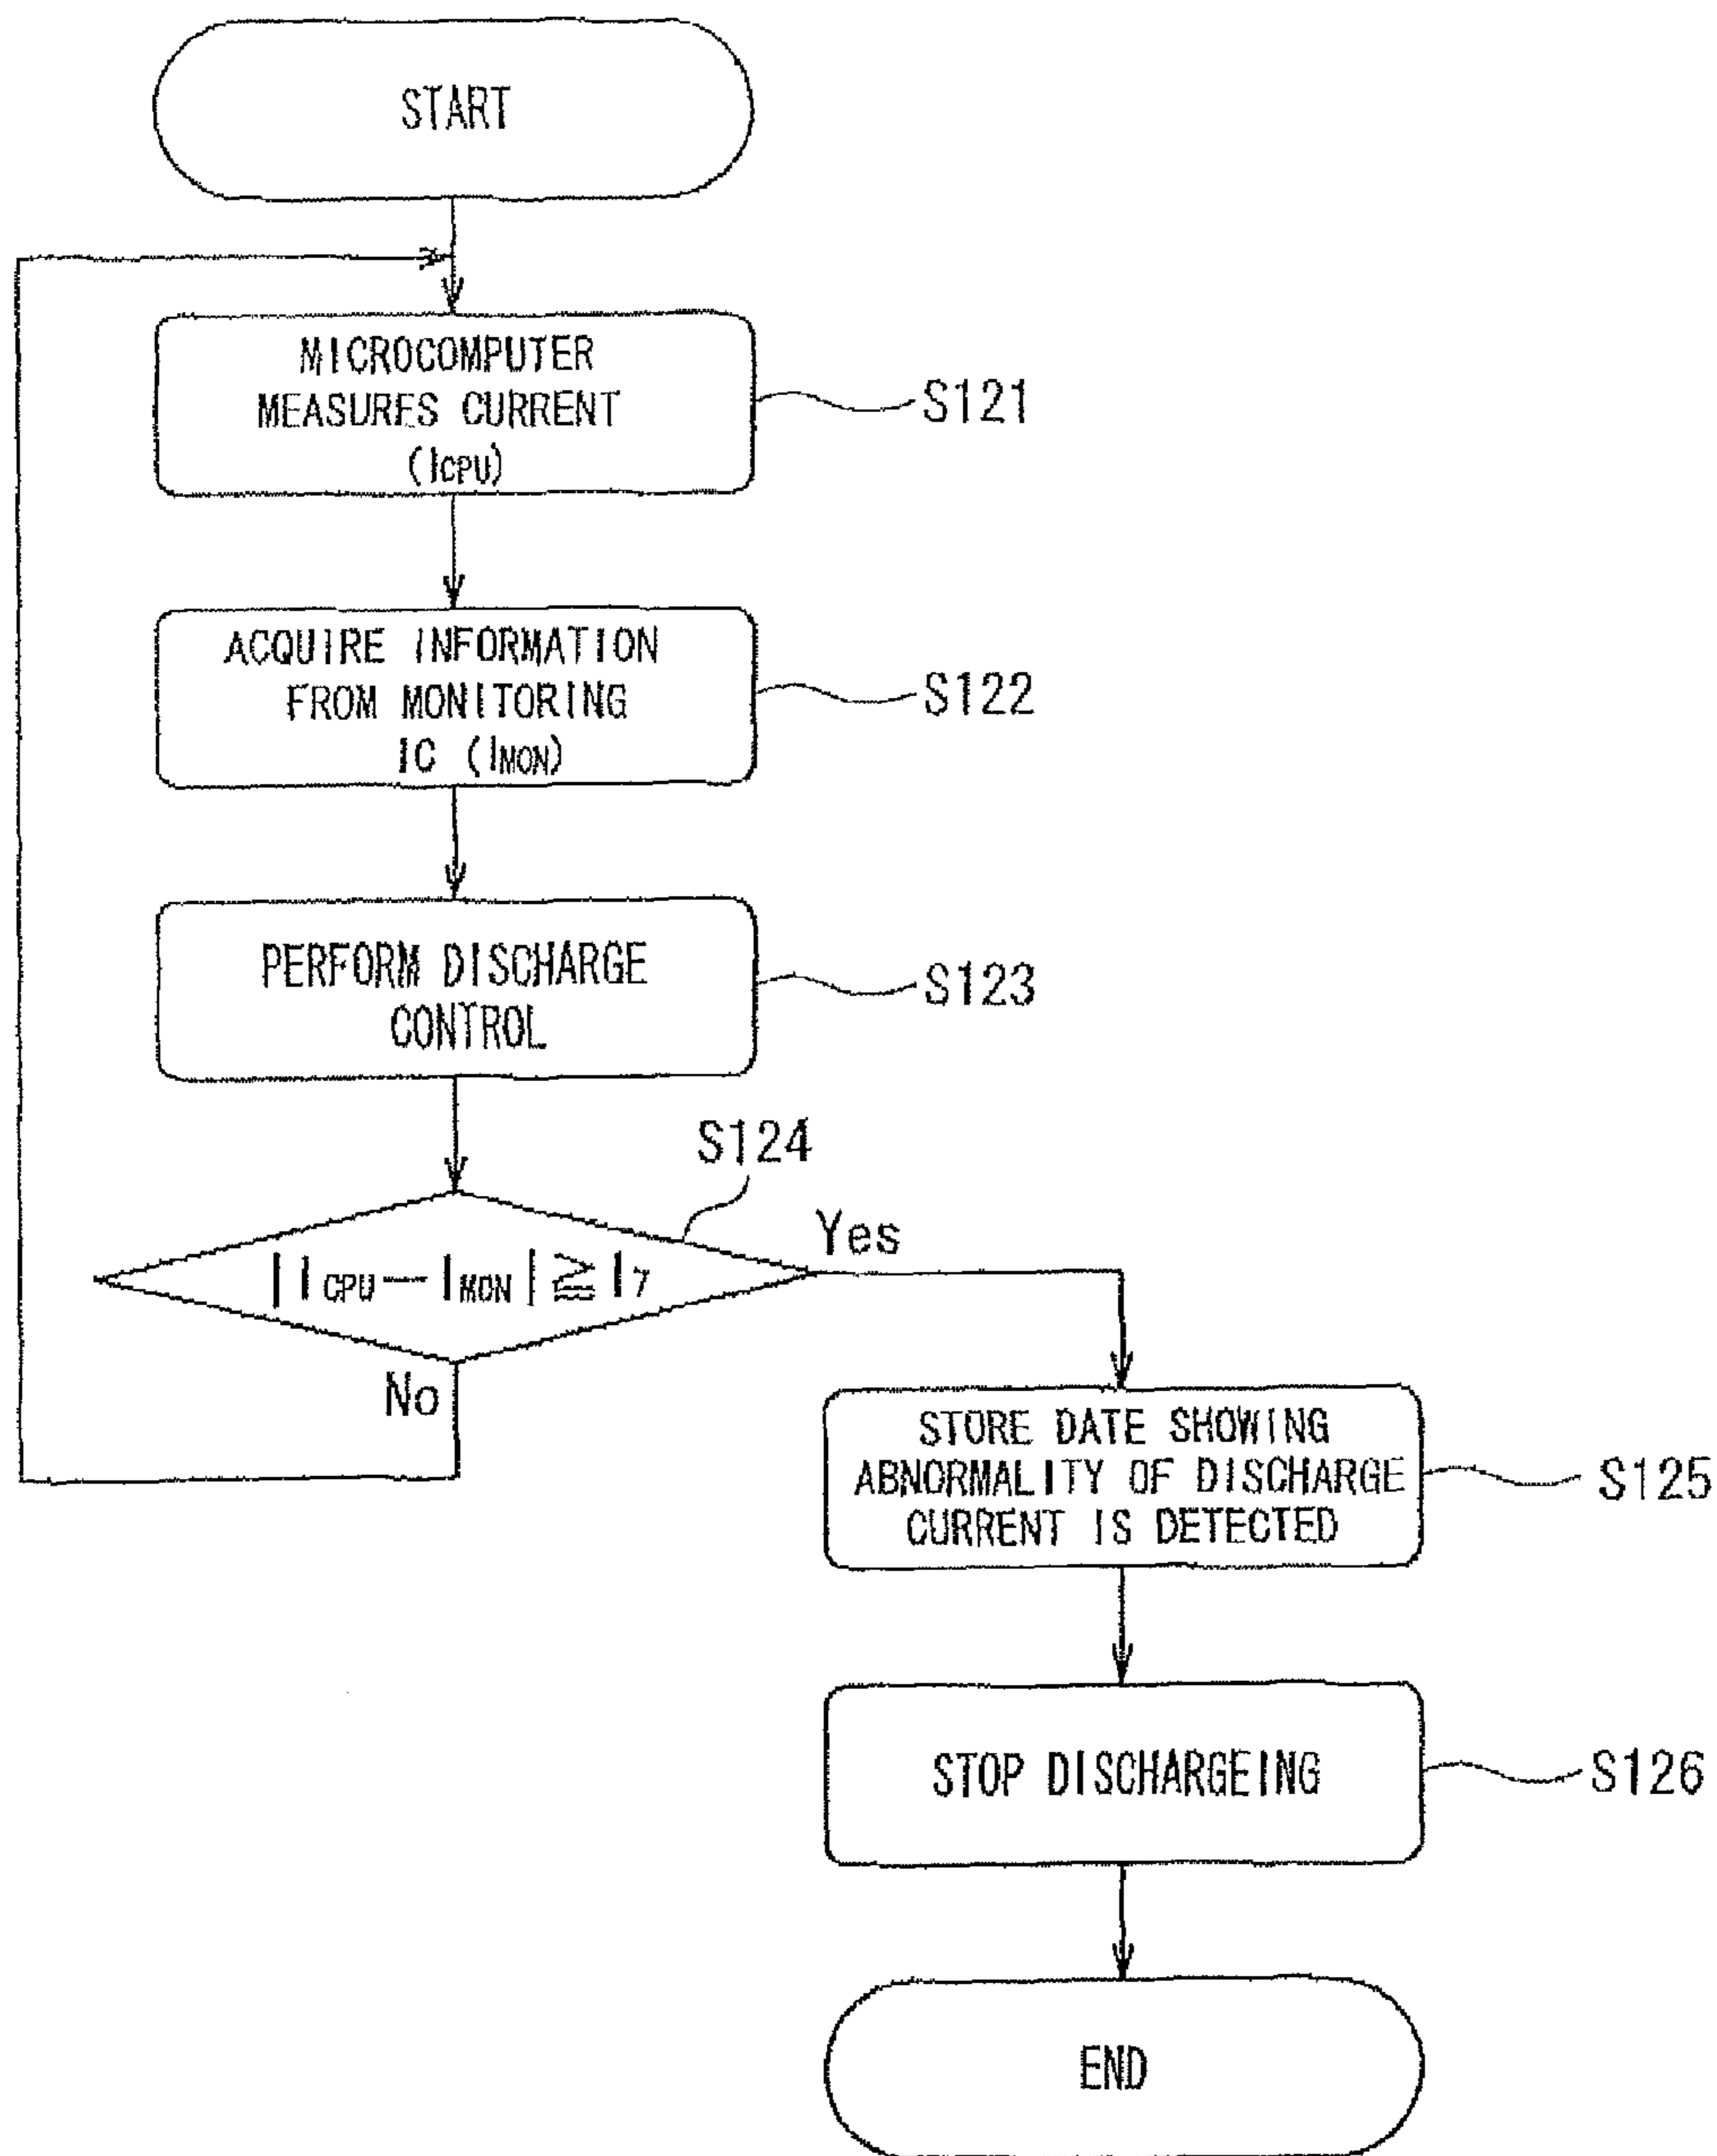 START
MICROCOMPUTER
MEASURES CURRENT
(ICPU)
S121
ACQUIRE INFORMATION
FROM MONITORING
IC (IMON)
S122
PERFORM DISCHARGE
CONTROL
S123
S124
|ICPU—IMON|≧I7
Yes
No
STORE DATE SHOWING
ABNORMALITY OF DISCHARGE
CURRENT IS DETECTED
S125
STOP DISCHARGEING
S126
END